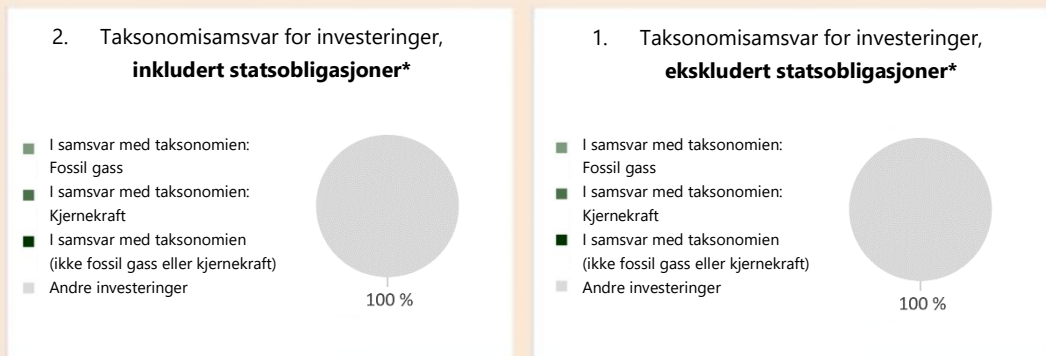 2. Taksonomisamsvar for investeringer,
inkludert statsobligasjoner*
I samsvar med taksonomien:
Fossil gass
I samsvar med taksonomien:
Kjernekraft
I samsvar med taksonomien
(ikke fossil gass eller kjernekraft)
Andre investeringer
100 %
1. Taksonomisamsvar for investeringer,
ekskludert statsobligasjoner*
I samsvar med taksonomien:
Fossil gass
I samsvar med taksonomien:
Kjernekraft
I samsvar med taksonomien
(ikke fossil gass eller kjernekraft)
Andre investeringer
100 %